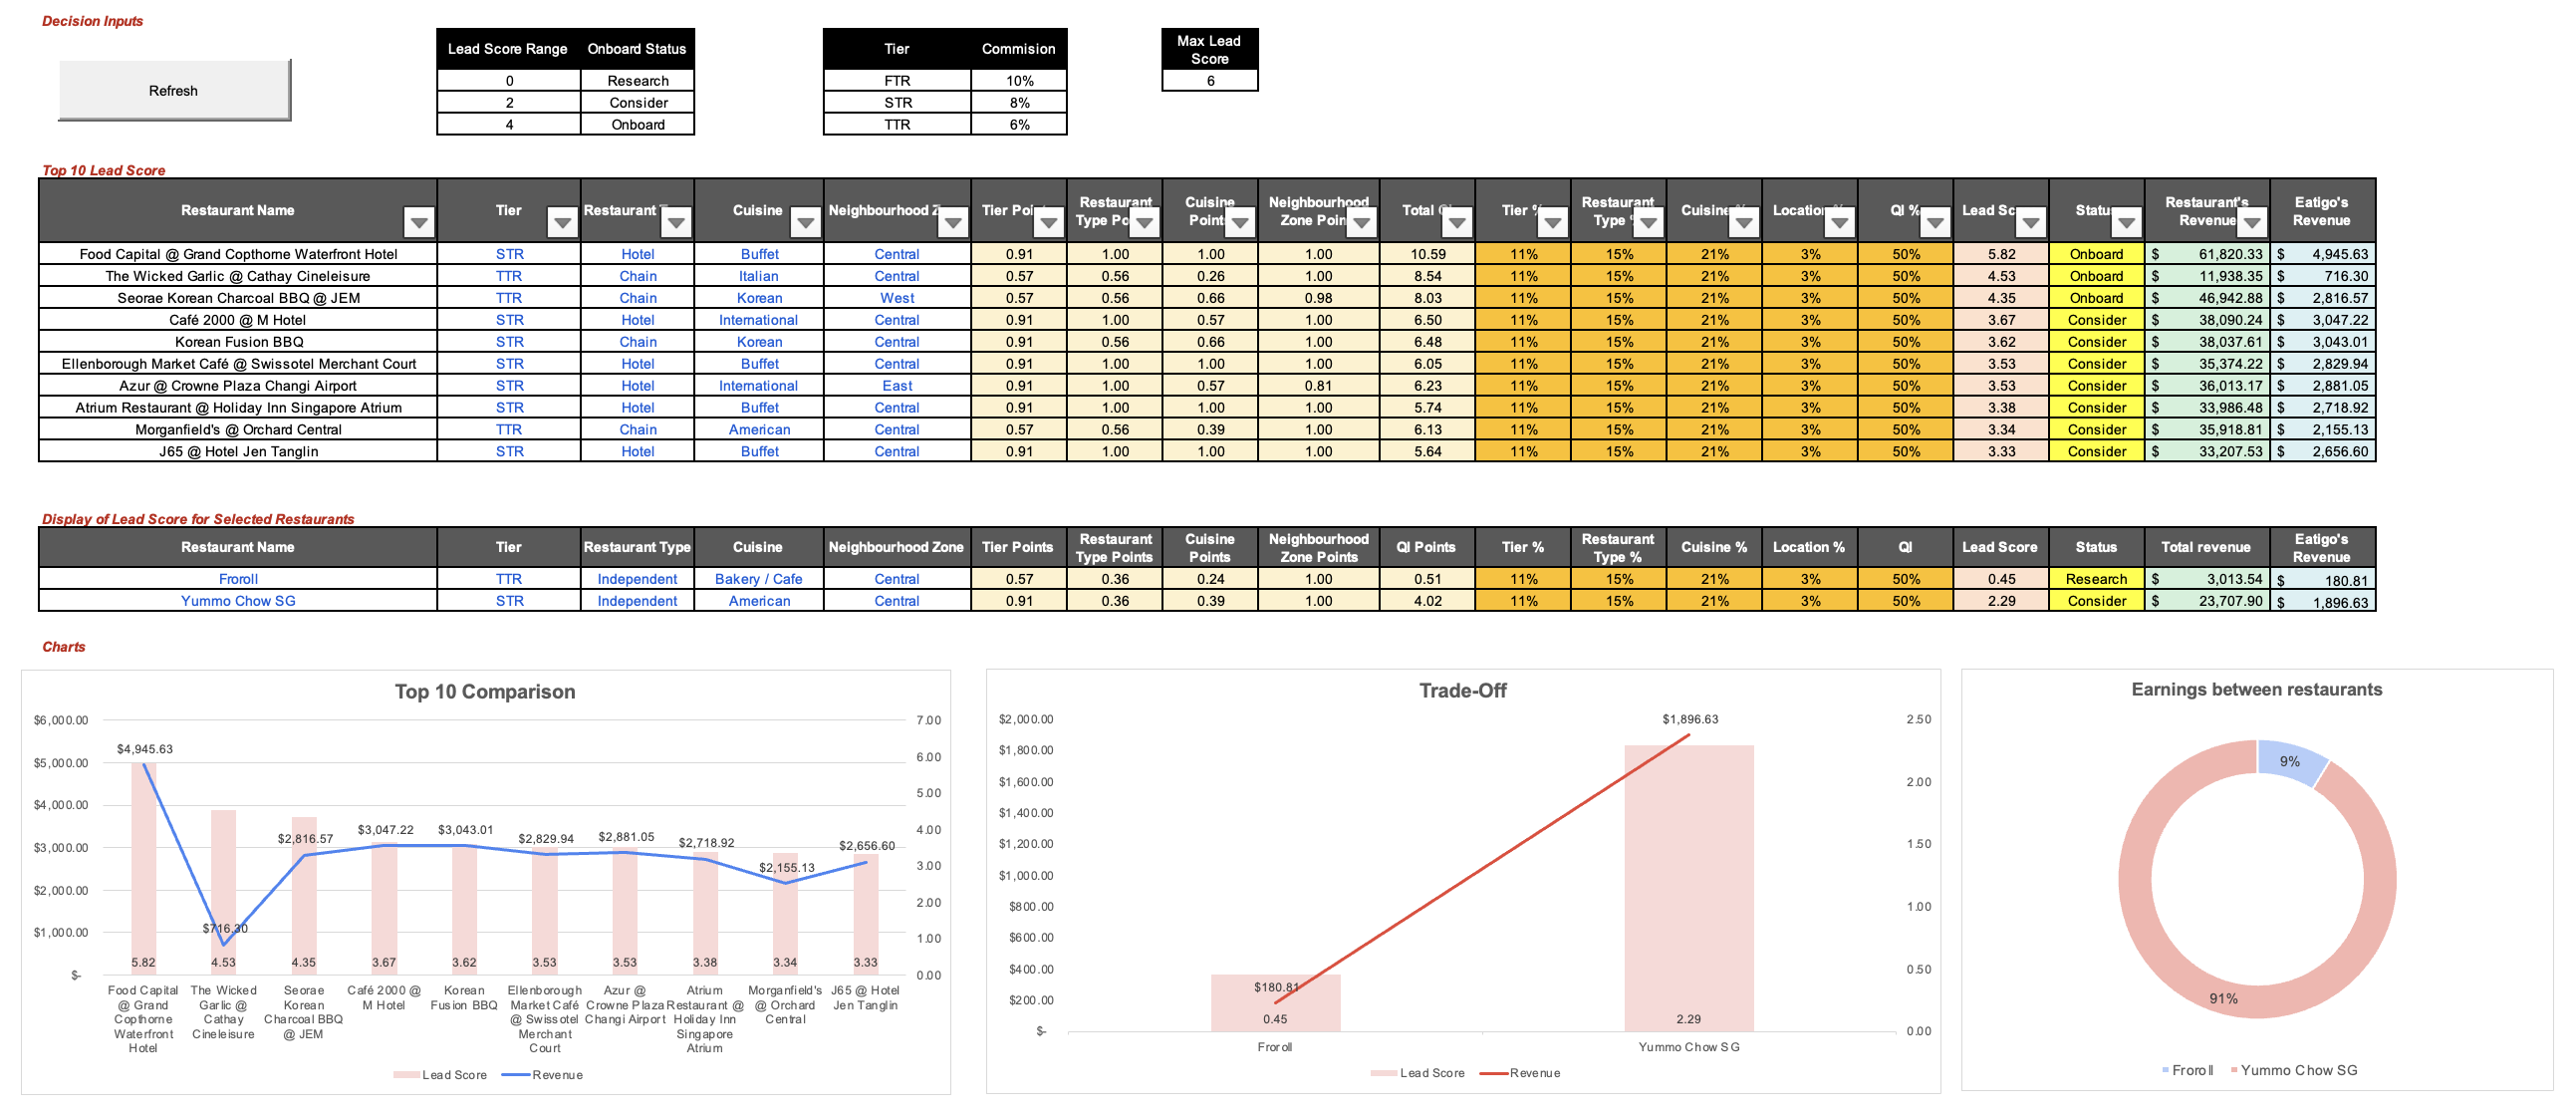 Decision Inputs
Refresh
Lead Score Range Onboard Status
0 Research
2 Consider
4 Onboard
Tier Commision
FTR 10%
STR 8%
TTR 6%
Max Lead
Score
6
Top 10 Lead Score
Restaurant Name Tier Restaurant Cuisine Neighbourhood Tier Restaurant Type Cuisine Neighbourhood Zone Total Tier % Restaurant Type Cuisine Location QI % Lead Restaurant's Revenue Eatigo's Revenue
Food Capital @ Grand Copthorne Waterfront Hotel STR Hotel Buffet Central 0.91 1.00 1.00 1.00 10.59 11% 15% 21% 3% 50% 5.82 Onboard $ 61,820.33 $ 4,945.63
The Wicked Garlic @ Cathay Cineleisure TTR Chain Italian Central 0.57 0.56 0.26 1.00 8.54 11% 15% 21% 3% 50% 4.53 Onboard $ 11,938.35 $ 716.30
Seorae Korean Charcoal BBQ @ JEM TTR Chain Korean West 0.57 0.56 0.66 0.98 8.03 11% 15% 21% 3% 50% 4.35 Onboard $ 46,942.88 $ 2,816.57
Café 2000 @ M Hotel STR Hotel International Central 0.91 1.00 0.57 1.00 6.50 11% 15% 21% 3% 50% 3.67 Consider $ 38,090.24 $ 3,047.22
Korean Fusion BBQ STR Chain Korean Central 0.91 0.56 0.66 1.00 6.48 11% 15% 21% 3% 50% 3.62 Consider $ 38,037.61 $ 3,043.01
Ellenborough Market Café @ Swissotel Merchant Court STR Hotel Buffet Central 0.91 1.00 1.00 1.00 6.05 11% 15% 21% 3% 50% 3.53 Consider $ 35,374.22 $ 2,829.94
Azur @ Crowne Plaza Changi Airport STR Hotel International East 0.91 1.00 0.57 0.81 6.23 11% 15% 21% 3% 50% 3.53 Consider $ 36,013.17 $ 2,881.05
Atrium Restaurant @ Holiday Inn Singapore Atrium STR Hotel Buffet Central 0.91 1.00 1.00 1.00 5.74 11% 15% 21% 3% 50% 3.38 Consider $ 33,986.48 $ 2,718.92
Morganfield's @ Orchard Central TTR Chain American Central 0.57 0.56 0.39 1.00 6.13 11% 15% 21% 3% 50% 3.34 Consider $ 35,918.81 $ 2,155.13
J65 @ Hotel Jen Tanglin STR Hotel Buffet Central 0.91 1.00 1.00 1.00 5.64 11% 15% 21% 3% 50% 3.33 Consider $ 33,207.53 $ 2,656.60
Display of Lead Score for Selected Restaurants
Restaurant Name Tier Restaurant Type Cuisine Neighbourhood Zone Tier Points Restaurant Type Points Cuisine Points Neighbourhood Zone Points QI Points Tier % Restaurant Type % Cuisine % Location % QI Lead Score Status Total revenue Eatigo's Revenue
Froroll TTR Independent Bakery / Cafe Central 0.57 0.36 0.24 1.00 0.51 11% 15% 21% 3% 50% 0.45 Research $ 3,013.54 $ 180.81
Yummo Chow SG STR Independent American Central 0.91 0.36 0.39 1.00 4.02 11% 15% 21% 3% 50% 2.29 Consider $ 23,707.90 $ 1,896.63
Charts
Top 10 Comparison
$6,000.00
$5,000.00
$4,000.00
$3,000.00
$2,000.00
$1,000.00
$-
7.00
6.00
5.00
4.00
3.00
2.00
1.00
0.00
$4,945.63
$716.30
$2,816.57
$3,047.22
$3,043.01
$2,829.94
$2,881.05
$2,718.92
$2,155.13
$2,656.60
5.82 4.53 4.35 3.67 3.62 3.53 3.53 3.38 3.34 3.33
Food Capital
@ Grand
Copthorne
Waterfront
Hotel
The Wicked
Garlic @
Cathay
Cineleisure
Seorae
Korean
Charcoal BBQ
@ JEM
Café 2000 @
M Hotel
Korean
Fusion BBQ
Ellenborough
Market Café
@ Swissotel
Merchant
Court
Azur @
Crowne Plaza
Changi Airport
Atrium
Restaurant @
Holiday Inn
Singapore
Atrium
Morganfield's
@ Orchard
Central
J65 @ Hotel
Jen Tanglin
Lead Score Revenue
Trade-Off
$2,000.00
$1,800.00
$1,600.00
$1,400.00
$1,200.00
$1,000.00
$800.00
$600.00
$400.00
$200.00
$-
2.50
2.00
1.50
1.00
0.50
0.00
$1,896.63
$180.81
0.45 2.29
Froroll Yummo Chow SG
Lead Score Revenue
Earnings between restaurants
9%
91%
Froroll Yummo Chow SG